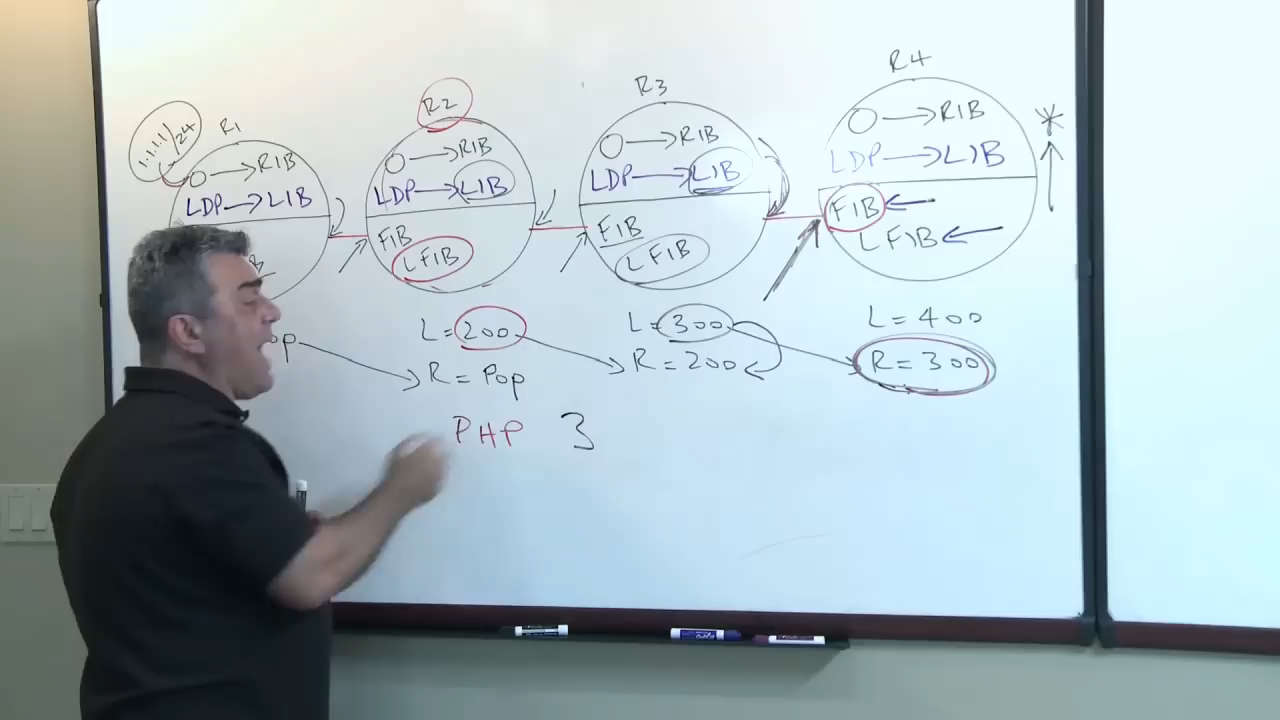 1.1.1.1/24
R1
O → RIB
LDP → LIB
B
op
R2
O → RIB
LDP → LIB
FIB
LFIB
L = 200
R = Pop
PHP 3
R3
O → RIB
LDP → LIB
FIB
LFIB
L = 300
R = 200
R4
O → RIB
LDP → LIB
FIB ←
LFIB ←
L = 400
R = 300
*